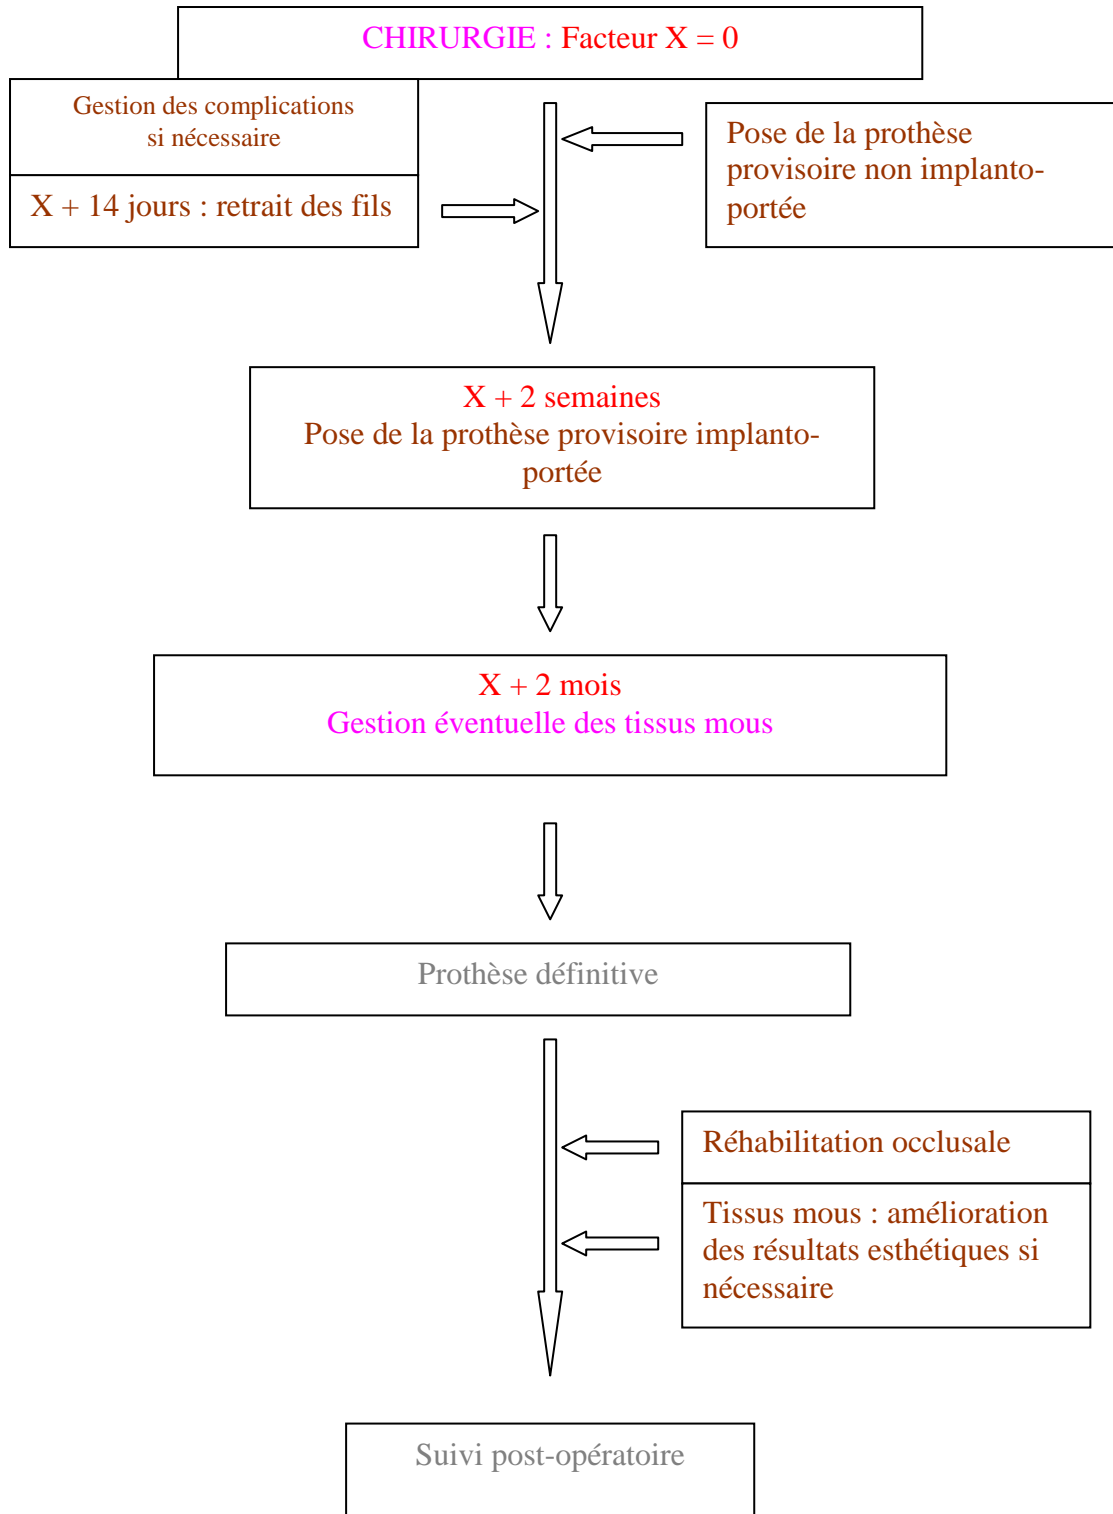 CHIRURGIE : Facteur X = 0
Gestion des complications
si nécessaire
X + 14 jours : retrait des fils
Pose de la prothèse
provisoire non implanto-
portée
X + 2 semaines
Pose de la prothèse provisoire implanto-
portée
X + 2 mois
Gestion éventuelle des tissus mous
Prothèse définitive
Réhabilitation occlusale
Tissus mous : amélioration
des résultats esthétiques si
nécessaire
Suivi post-opératoire